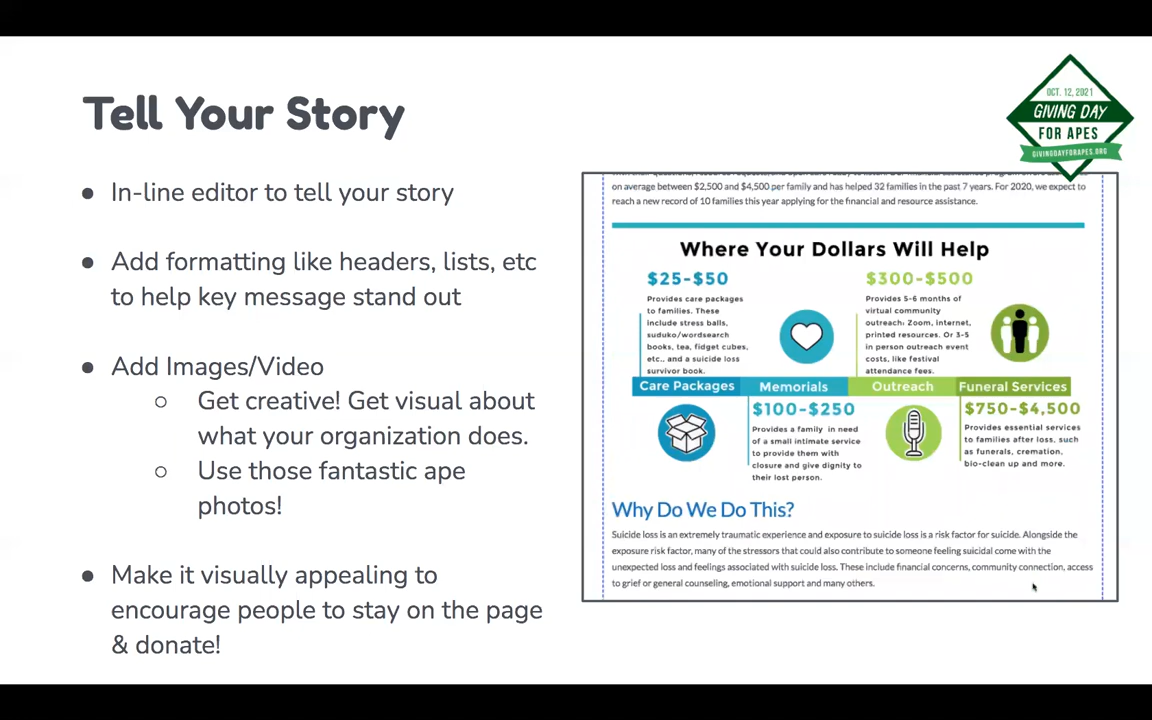 Tell Your Story
● In-line editor to tell your story
● Add formatting like headers, lists, etc
to help key message stand out
● Add Images/Video
○ Get creative! Get visual about
what your organization does.
○ Use those fantastic ape
photos!
● Make it visually appealing to
encourage people to stay on the page
& donate!
OCT. 12, 2021
GIVING DAY
FOR APES
GIVINGDAYFORAPES.ORG
on average between $2,500 and $4,500 per family and has helped 32 families in the past 7 years. For 2020, we expect to
reach a new record of 10 families this year applying for the financial and resource assistance.
Where Your Dollars Will Help
$25-$50
Provides care packages
to families. These
include stress balls,
suduko/wordsearch
books, tea, fidget cubes,
etc., and a suicide loss
survivor book.
$300-$500
Provides 5-6 months of
virtual community
outreach: Zoom, internet,
printed resources. Or 3-5
in person outreach event
costs, like festival
attendance fees.
Care Packages
Memorials
Outreach
Funeral Services
$100-$250
Provides a family in need
of a small intimate service
to provide them with
closure and give dignity to
their lost person.
$750-$4,500
Provides essential services
to families after loss, such
as funerals, cremation,
bio-clean up and more.
Why Do We Do This?
Suicide loss is an extremely traumatic experience and exposure to suicide loss is a risk factor for suicide. Alongside the
exposure risk factor, many of the stressors that could also contribute to someone feeling suicidal come with the
unexpected loss and feelings associated with suicide loss. These include financial concerns, community connection, access
to grief or general counseling, emotional support and many others.